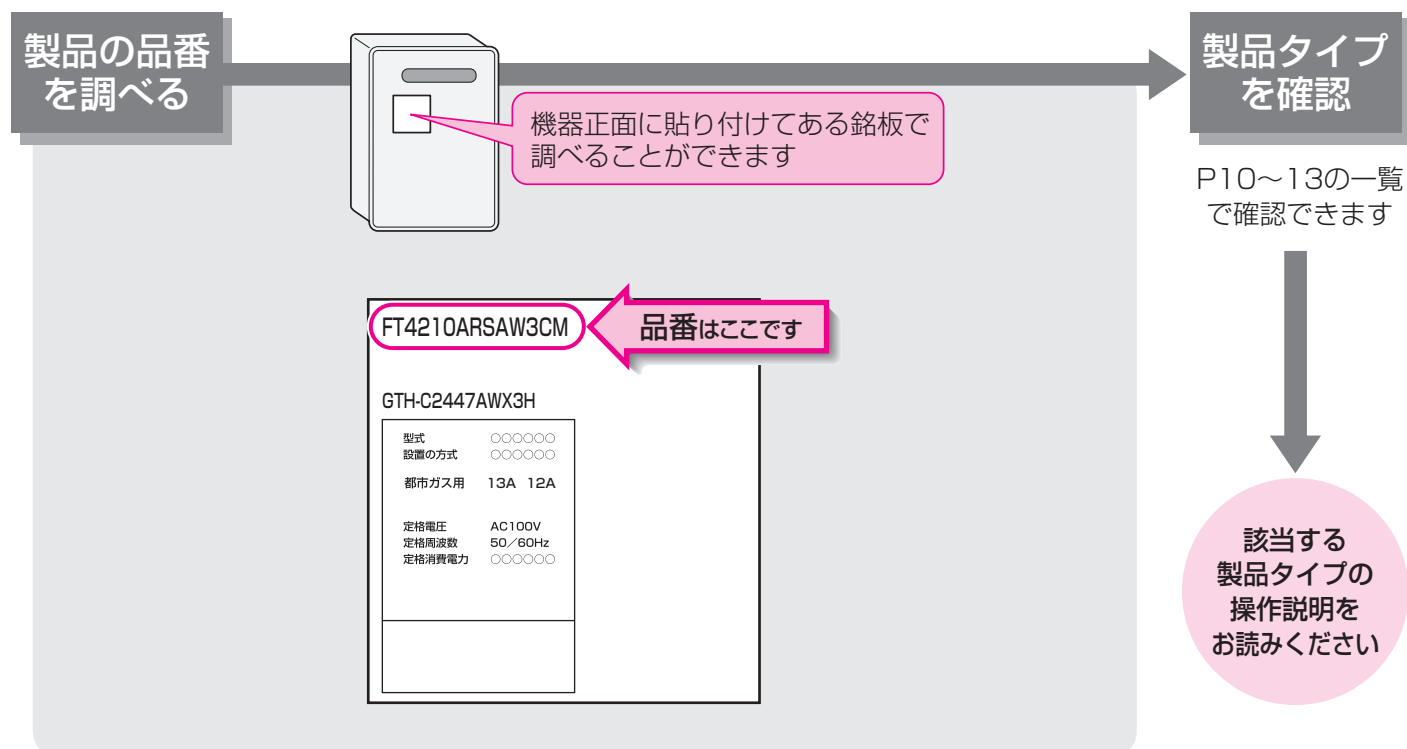 製品の品番
を調べる
機器正面に貼り付けてある銘板で
調べることができます
FT4210ARSAW3CM
品番はここです
GTH-C2447AWX3H
型式 ○○○○○○
設置の方式 ○○○○○○
都市ガス用 13A 12A
定格電圧 AC100V
定格周波数 50／60Hz
定格消費電力 ○○○○○○
製品タイプ
を確認
P10～13の一覧
で確認できます
該当する
製品タイプの
操作説明を
お読みください